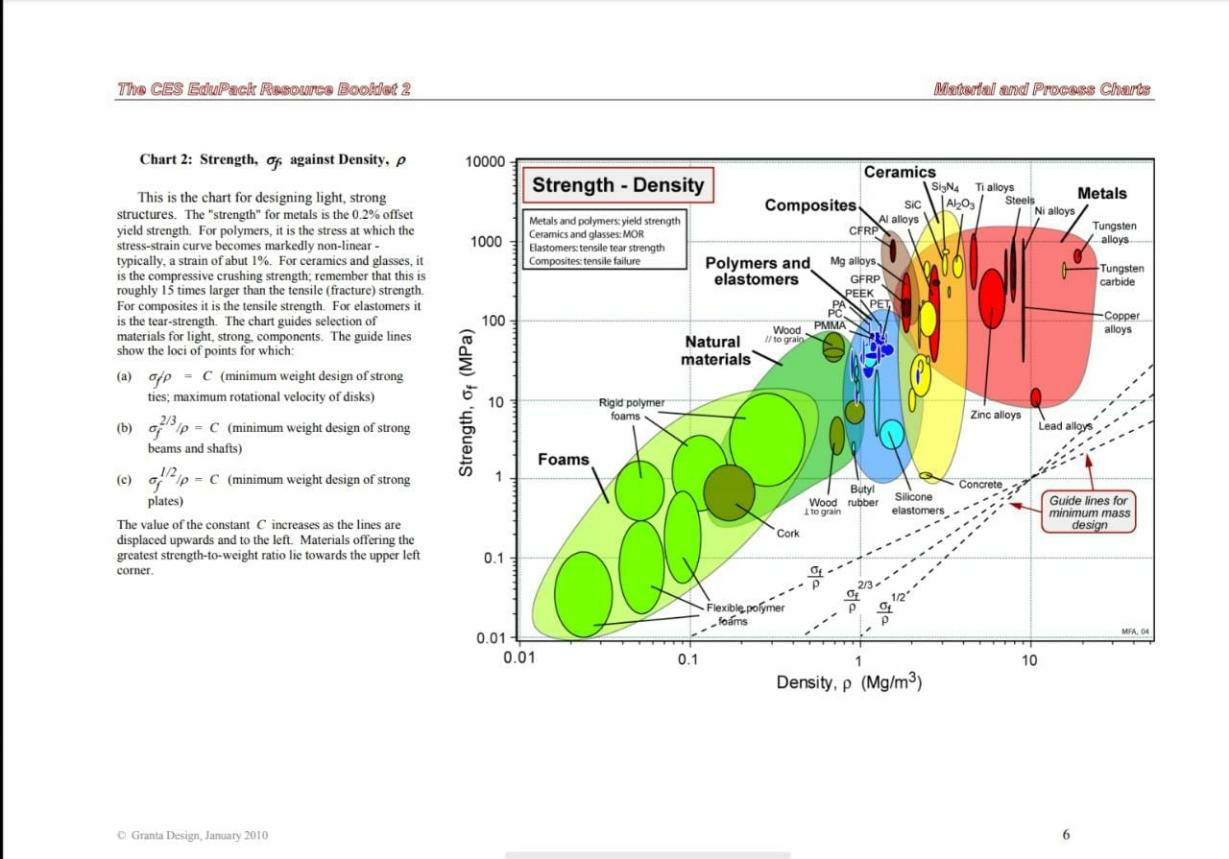 The CES EduPack Resource Booklet 2
Material and Process Charts
Chart 2: Strength, σf, against Density, ρ
This is the chart for designing light, strong
structures. The "strength" for metals is the 0.2% offset
yield strength. For polymers, it is the stress at which the
stress-strain curve becomes markedly non-linear -
typically, a strain of abut 1%. For ceramics and glasses, it
is the compressive crushing strength; remember that this is
roughly 15 times larger than the tensile (fracture) strength.
For composites it is the tensile strength. For elastomers it
is the tear-strength. The chart guides selection of
materials for light, strong, components. The guide lines
show the loci of points for which:
(a) σf/ρ = C (minimum weight design of strong
ties; maximum rotational velocity of disks)
(b) σf^2/3/ρ = C (minimum weight design of strong
beams and shafts)
(c) σf^1/2/ρ = C (minimum weight design of strong
plates)
The value of the constant C increases as the lines are
displaced upwards and to the left. Materials offering the
greatest strength-to-weight ratio lie towards the upper left
corner.
Strength - Density
Metals and polymers: yield strength
Ceramics and glasses: MOR
Elastomers: tensile tear strength
Composites: tensile failure
Strength, σf (MPa)
10000
1000
100
10
1
0.1
0.01
0.01
0.1
1
10
Density, ρ (Mg/m3)
Ceramics
Composites
Metals
Polymers and
elastomers
Natural
materials
Foams
Si3N4
Ti alloys
SiC
Al2O3
Steels
Ni alloys
Al alloys
CFRP
Tungsten
alloys
Mg alloys
Tungsten
carbide
GFRP
PEEK
PA
PET
PC
PMMA
Copper
alloys
Wood
// to grain
Rigid polymer
foams
Zinc alloys
Lead alloys
Concrete
Butyl
rubber
Silicone
elastomers
Wood
⊥ to grain
Cork
Guide lines for
minimum mass
design
Flexible polymer
foams
σf
ρ
σf^2/3
ρ
σf^1/2
ρ
MFA, 04
© Granta Design, January 2010
6